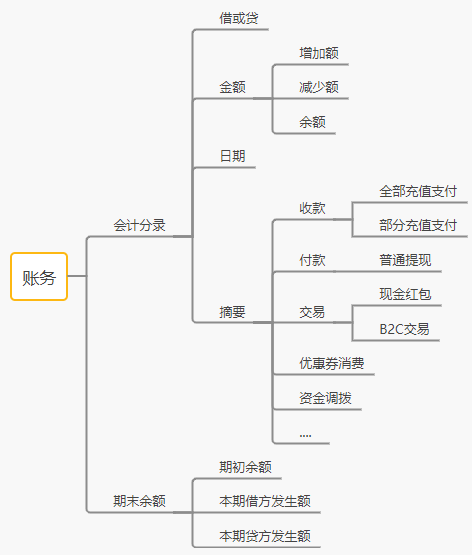 账务
会计分录
借或贷
金额
增加额
减少额
余额
日期
摘要
收款
全部充值支付
部分充值支付
付款
普通提现
交易
现金红包
B2C交易
优惠券消费
资金调拨
....
期末余额
期初余额
本期借方发生额
本期贷方发生额